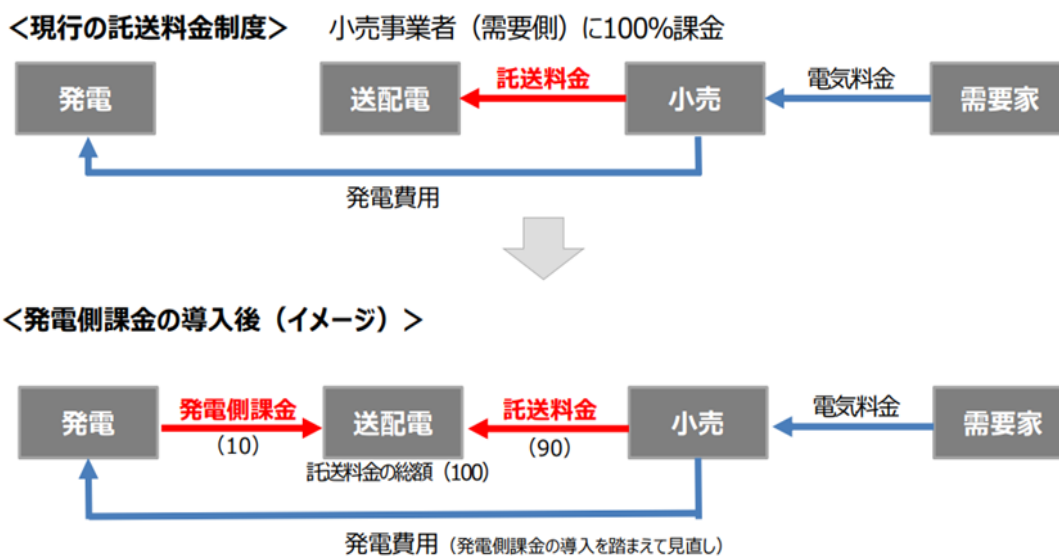 <現行の託送料金制度> 小売事業者（需要側）に100%課金
発電 送配電 託送料金 小売 電気料金 需要家
発電費用
<発電側課金の導入後（イメージ）>
発電 発電側課金 送配電 託送料金 小売 電気料金 需要家
（10） （90）
託送料金の総額（100）
発電費用（発電側課金の導入を踏まえて見直し）